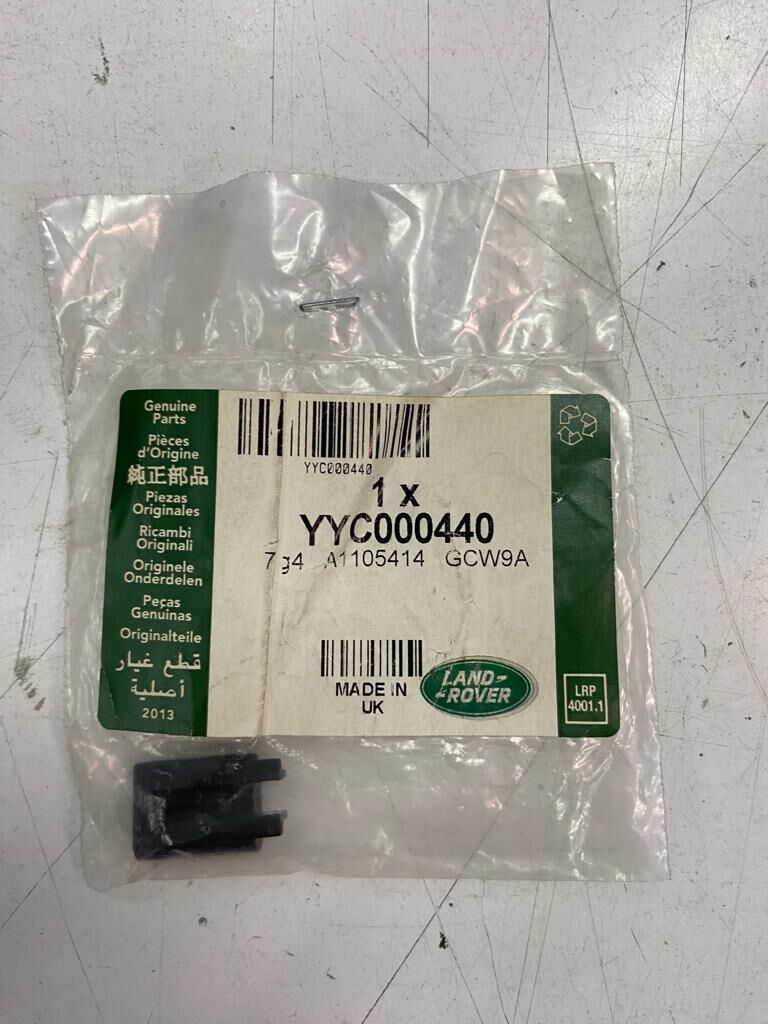 Genuine
Parts
Pièces
d'Origine
純正部品
Piezas
Originales
Ricambi
Originali
Originele
Onderdelen
Peças
Genuinas
Originalteile
قطع غيار
أصلية
2013
YYC000440
1 x
YYC000440
A1105414 GCW9A
MADE IN
UK
LAND-
-ROVER
LRP
4001.1